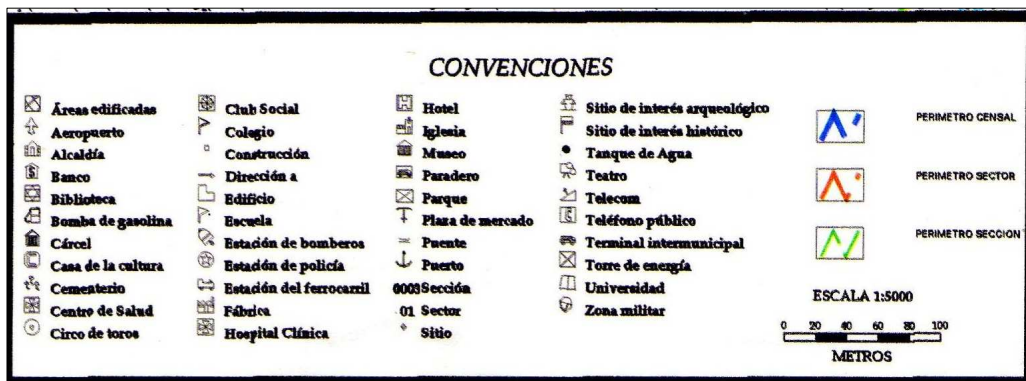 CONVENCIONES
Áreas edificadas
Aeropuerto
Alcaldía
Banco
Biblioteca
Bomba de gasolina
Cárcel
Casa de la cultura
Cementerio
Centro de Salud
Circo de toros
Club Social
Colegio
Construcción
Dirección a
Edificio
Escuela
Estación de bomberos
Estación de policía
Estación del ferrocarril
Fábrica
Hospital Clínica
Hotel
Iglesia
Museo
Paradero
Parque
Plaza de mercado
Puente
Puerto
0003 Sección
01 Sector
Sitio
Sitio de interés arqueológico
Sitio de interés histórico
Tanque de Agua
Teatro
Telecom
Teléfono público
Terminal intermunicipal
Torre de energía
Universidad
Zona militar
PERIMETRO CENSAL
PERIMETRO SECTOR
PERIMETRO SECCION
ESCALA 1:5000
0 20 40 60 80 100
METROS